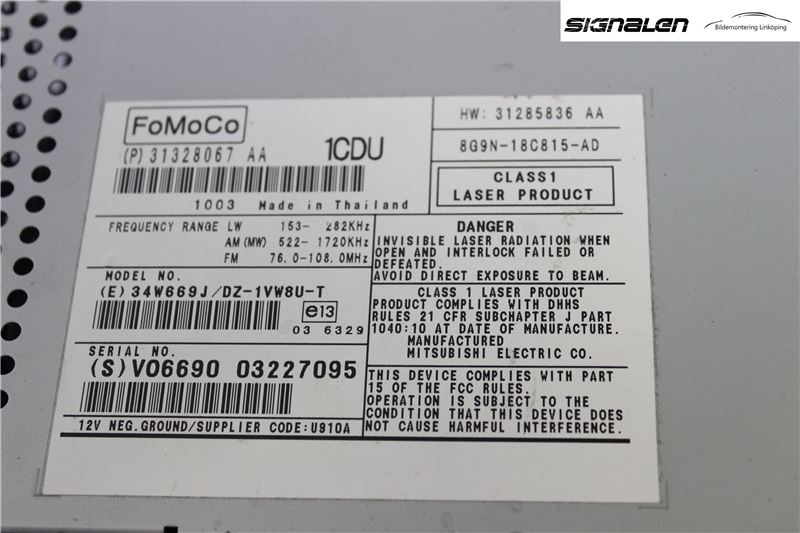 SIGNALEN
Bildemontering Linköping
FoMoCo
(P) 31328067 AA
1CDU
1003 Made in Thailand
HW: 31285836 AA
8G9N-18C815-AD
CLASS1
LASER PRODUCT
FREQUENCY RANGE LW 153- 282KHz
AM (MW) 522- 1720KHz
FM 76.0-108.0MHz
MODEL NO.
(E) 34W669J/DZ-1VW8U-T
e13
03 6329
SERIAL NO.
(S) V06690 03227095
12V NEG. GROUND/SUPPLIER CODE: U910A
DANGER
INVISIBLE LASER RADIATION WHEN
OPEN AND INTERLOCK FAILED OR
DEFEATED.
AVOID DIRECT EXPOSURE TO BEAM.
CLASS 1 LASER PRODUCT
PRODUCT COMPLIES WITH DHHS
RULES 21 CFR SUBCHAPTER J PART
1040:10 AT DATE OF MANUFACTURE.
MANUFACTURED
MITSUBISHI ELECTRIC CO.
THIS DEVICE COMPLIES WITH PART
15 OF THE FCC RULES.
OPERATION IS SUBJECT TO THE
CONDITION THAT THIS DEVICE DOES
NOT CAUSE HARMFUL INTERFERENCE.